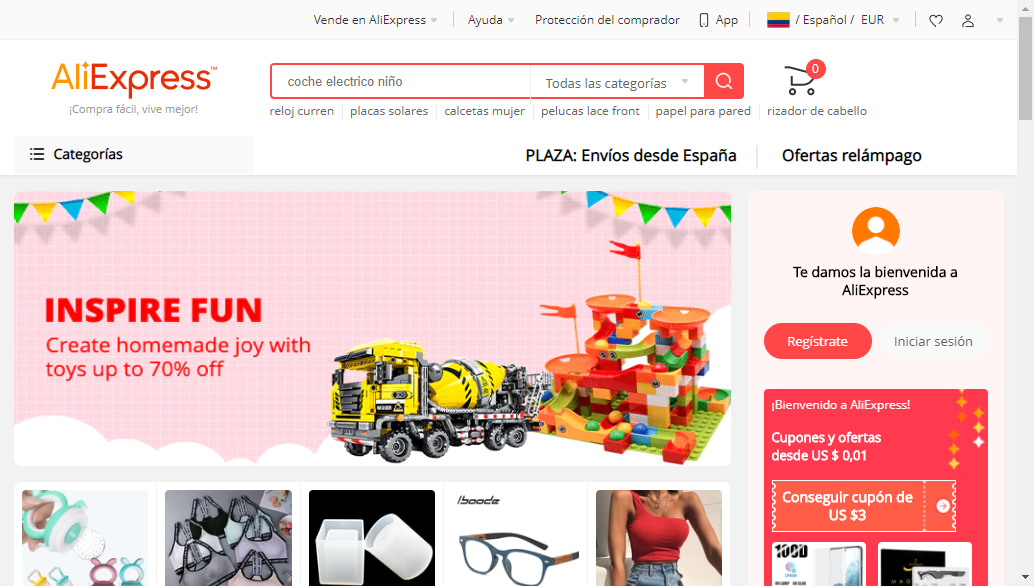 Vende en AliExpress
Ayuda
Protección del comprador
App
/ Español / EUR
AliExpress™
¡Compra fácil, vive mejor!
coche electrico niño
Todas las categorías
0
reloj curren
placas solares
calcetas mujer
pelucas lace front
papel para pared
rizador de cabello
Categorías
PLAZA: Envíos desde España
Ofertas relámpago
INSPIRE FUN
Create homemade joy with
toys up to 70% off
Te damos la bienvenida a
AliExpress
Regístrate
Iniciar sesión
¡Bienvenido a AliExpress!
Cupones y ofertas
desde US $ 0,01
Conseguir cupón de
US $3
lboode